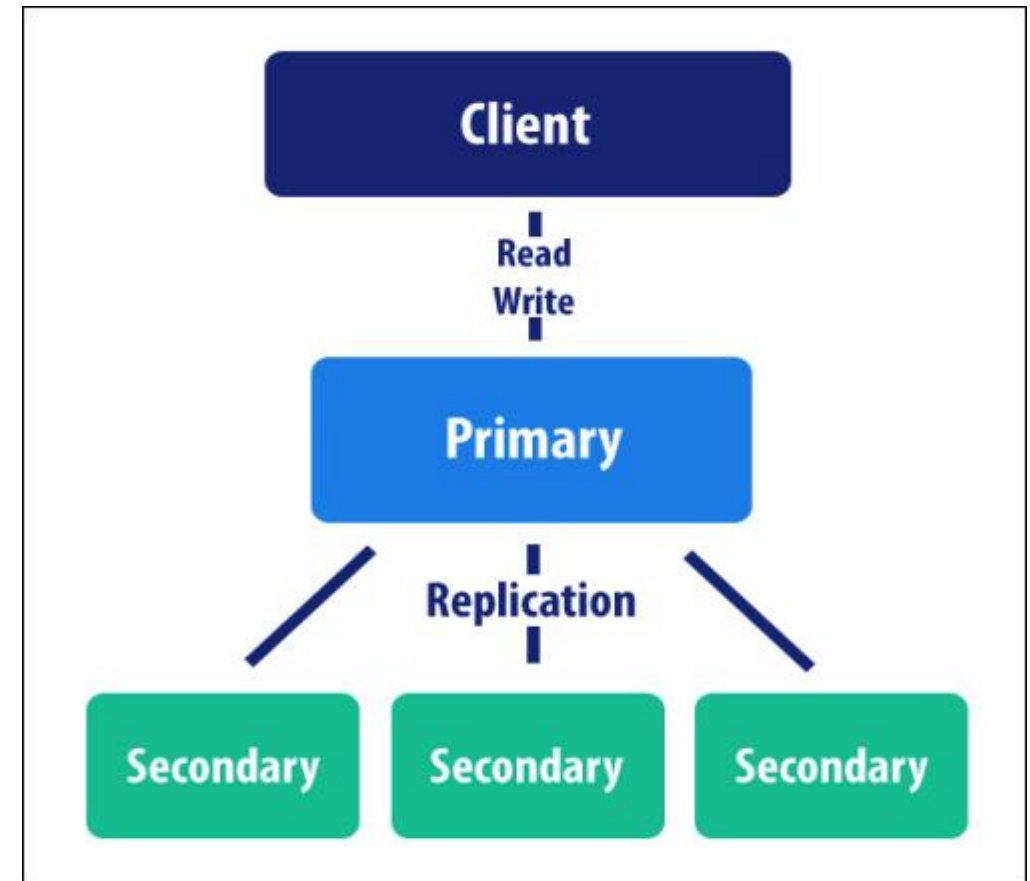 Client
Read
Write
Primary
Replication
Secondary
Secondary
Secondary